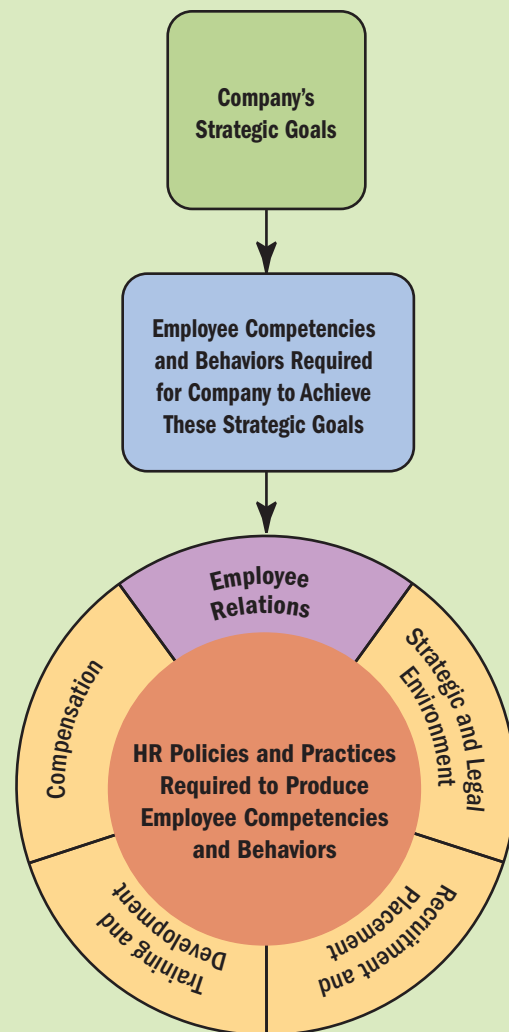 Company's
Strategic Goals
Employee Competencies
and Behaviors Required
for Company to Achieve
These Strategic Goals
Employee
Relations
Strategic and Legal
Environment
Recruitment and
Placement
Training and
Development
Compensation
HR Policies and Practices
Required to Produce
Employee Competencies
and Behaviors